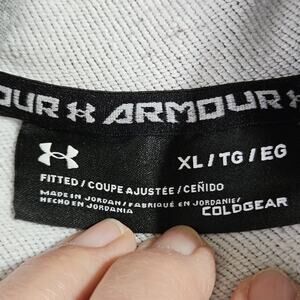 OUR ARMOUR
XL / TG / EG
FITTED / COUPE AJUSTÉE / CEÑIDO
MADE IN JORDAN / FABRIQUÉ EN JORDANIE /
HECHO EN JORDANIA
COLDGEAR